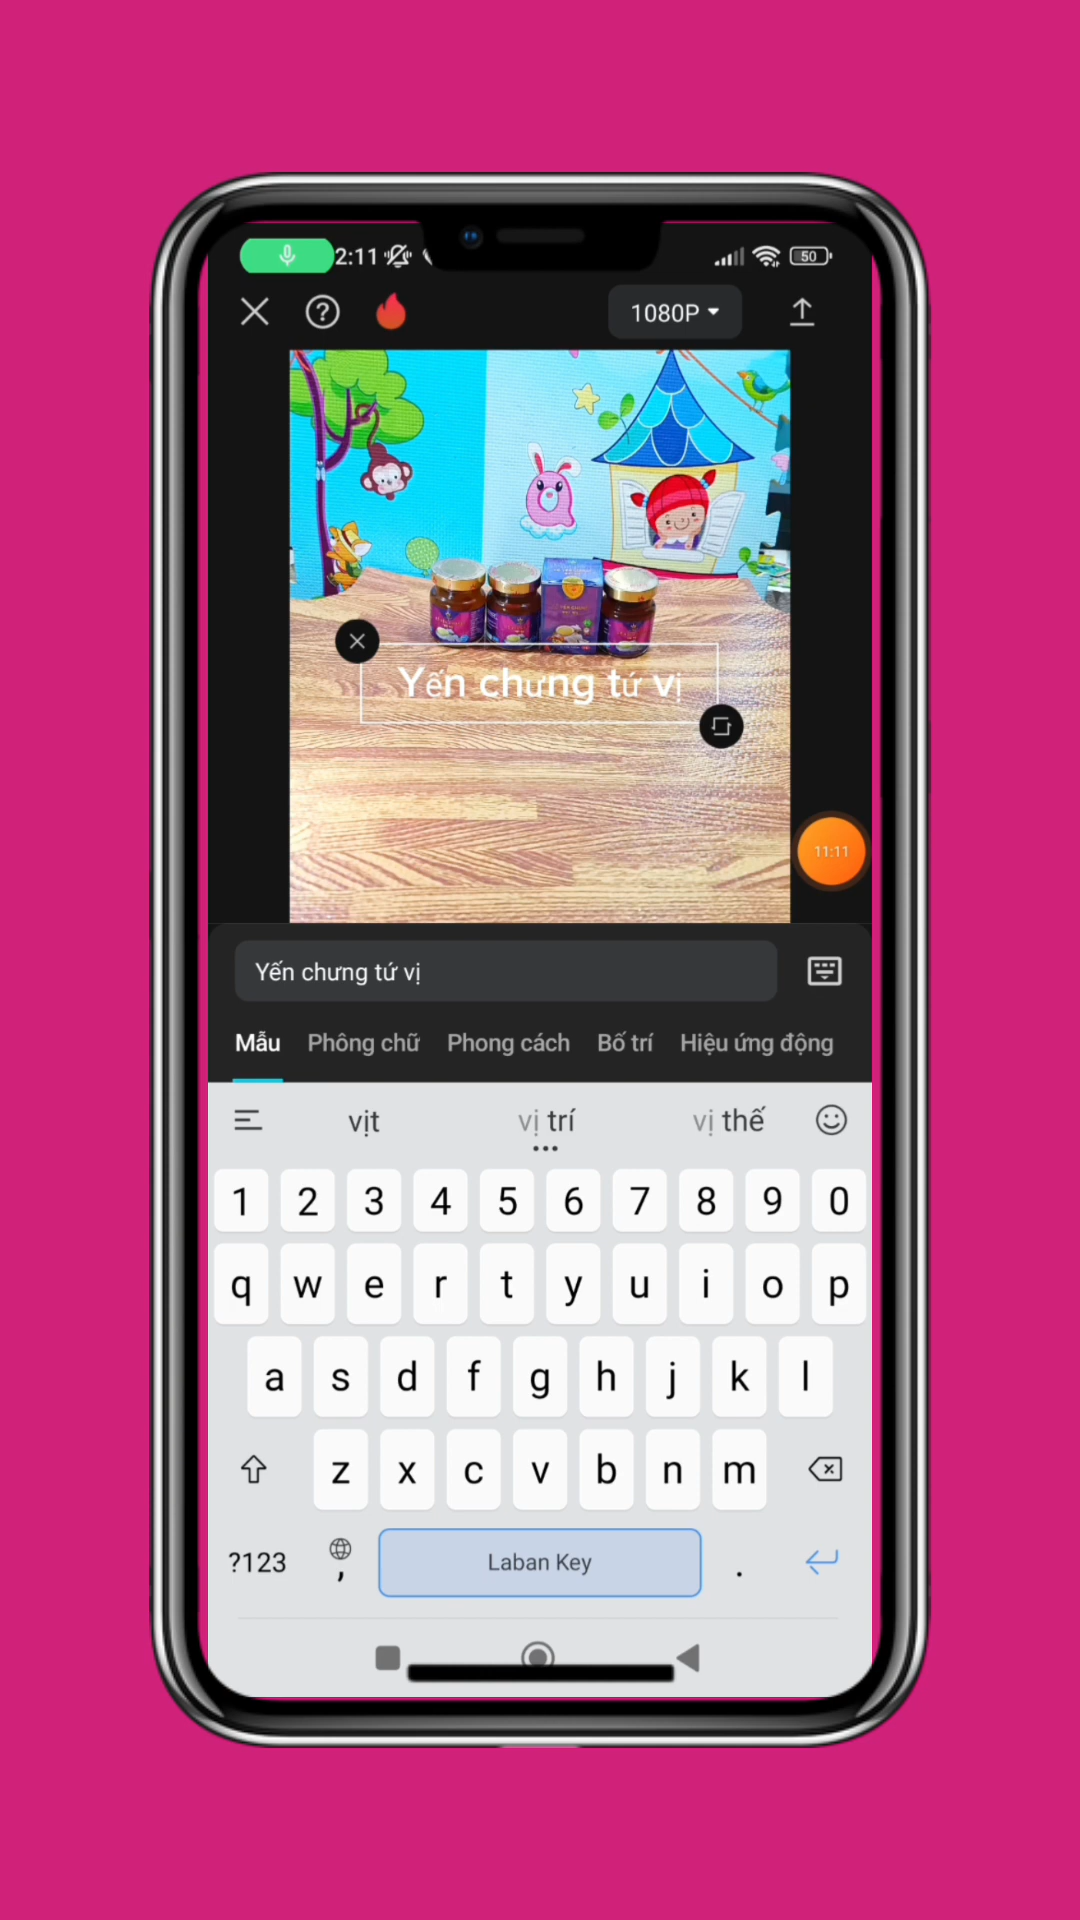 2:11
50
1080P
Yến chưng tứ vị
11:11
Yến chưng tứ vị
Mẫu Phông chữ Phong cách Bố trí Hiệu ứng động
vịt vị trí vị thế
1 2 3 4 5 6 7 8 9 0
q w e r t y u i o p
a s d f g h j k l
z x c v b n m
?123 , Laban Key .